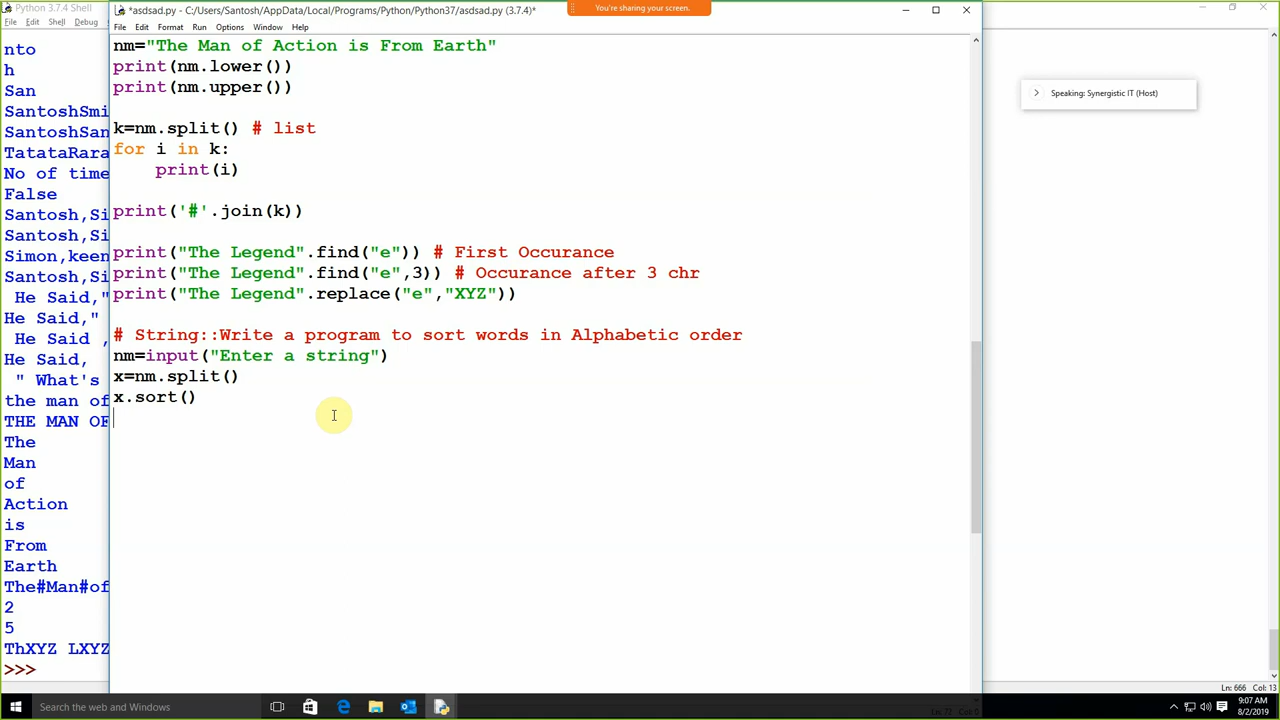 Python 3.7.4 Shell
File Edit Shell Debug
nto
h
San
SantoshSmi
SantoshSan
TatataRara
No of time
False
Santosh,Si
Santosh,Si
Simon,keen
Santosh,Si
He Said,"
He Said,"
He Said ,
He Said,
" What's
the man of
THE MAN OF
The
Man
of
Action
is
From
Earth
The#Man#of
2
5
ThXYZ LXYZ
>>>
*asdsad.py - C:/Users/Santosh/AppData/Local/Programs/Python/Python37/asdsad.py (3.7.4)*
You're sharing your screen.
File Edit Format Run Options Window Help
nm="The Man of Action is From Earth"
print(nm.lower())
print(nm.upper())
k=nm.split() # list
for i in k:
print(i)
print('#'.join(k))
print("The Legend".find("e")) # First Occurance
print("The Legend".find("e",3)) # Occurance after 3 chr
print("The Legend".replace("e","XYZ"))
# String::Write a program to sort words in Alphabetic order
nm=input("Enter a string")
x=nm.split()
x.sort()
Speaking: Synergistic IT (Host)
Ln: 666 Col: 13
Search the web and Windows
9:07 AM
8/2/2019